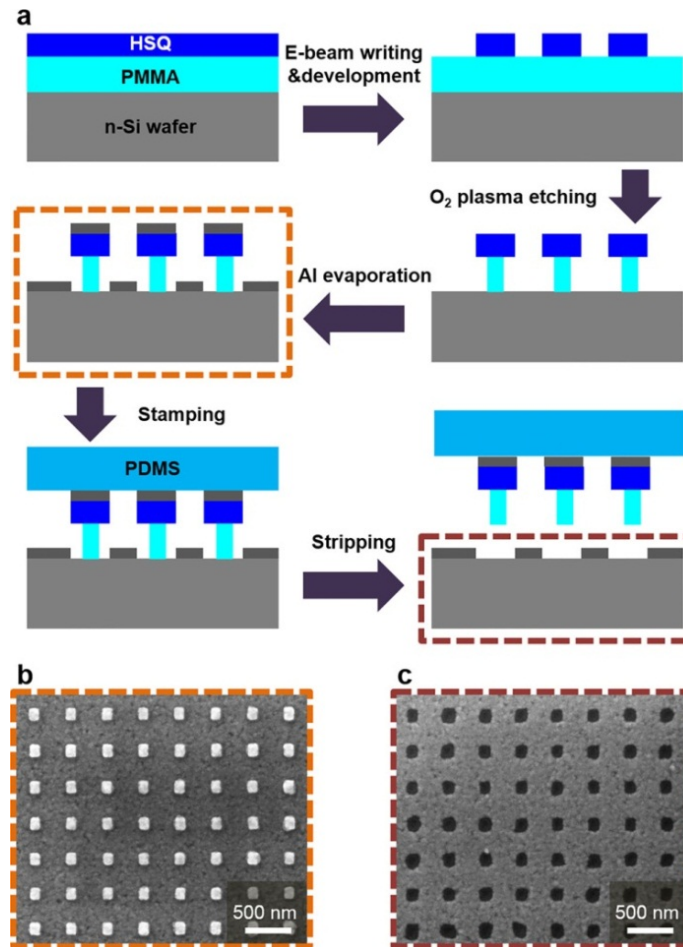 a
HSQ
PMMA
n-Si wafer
E-beam writing
&development
O₂ plasma etching
Al evaporation
Stamping
PDMS
Stripping
b
500 nm
c
500 nm